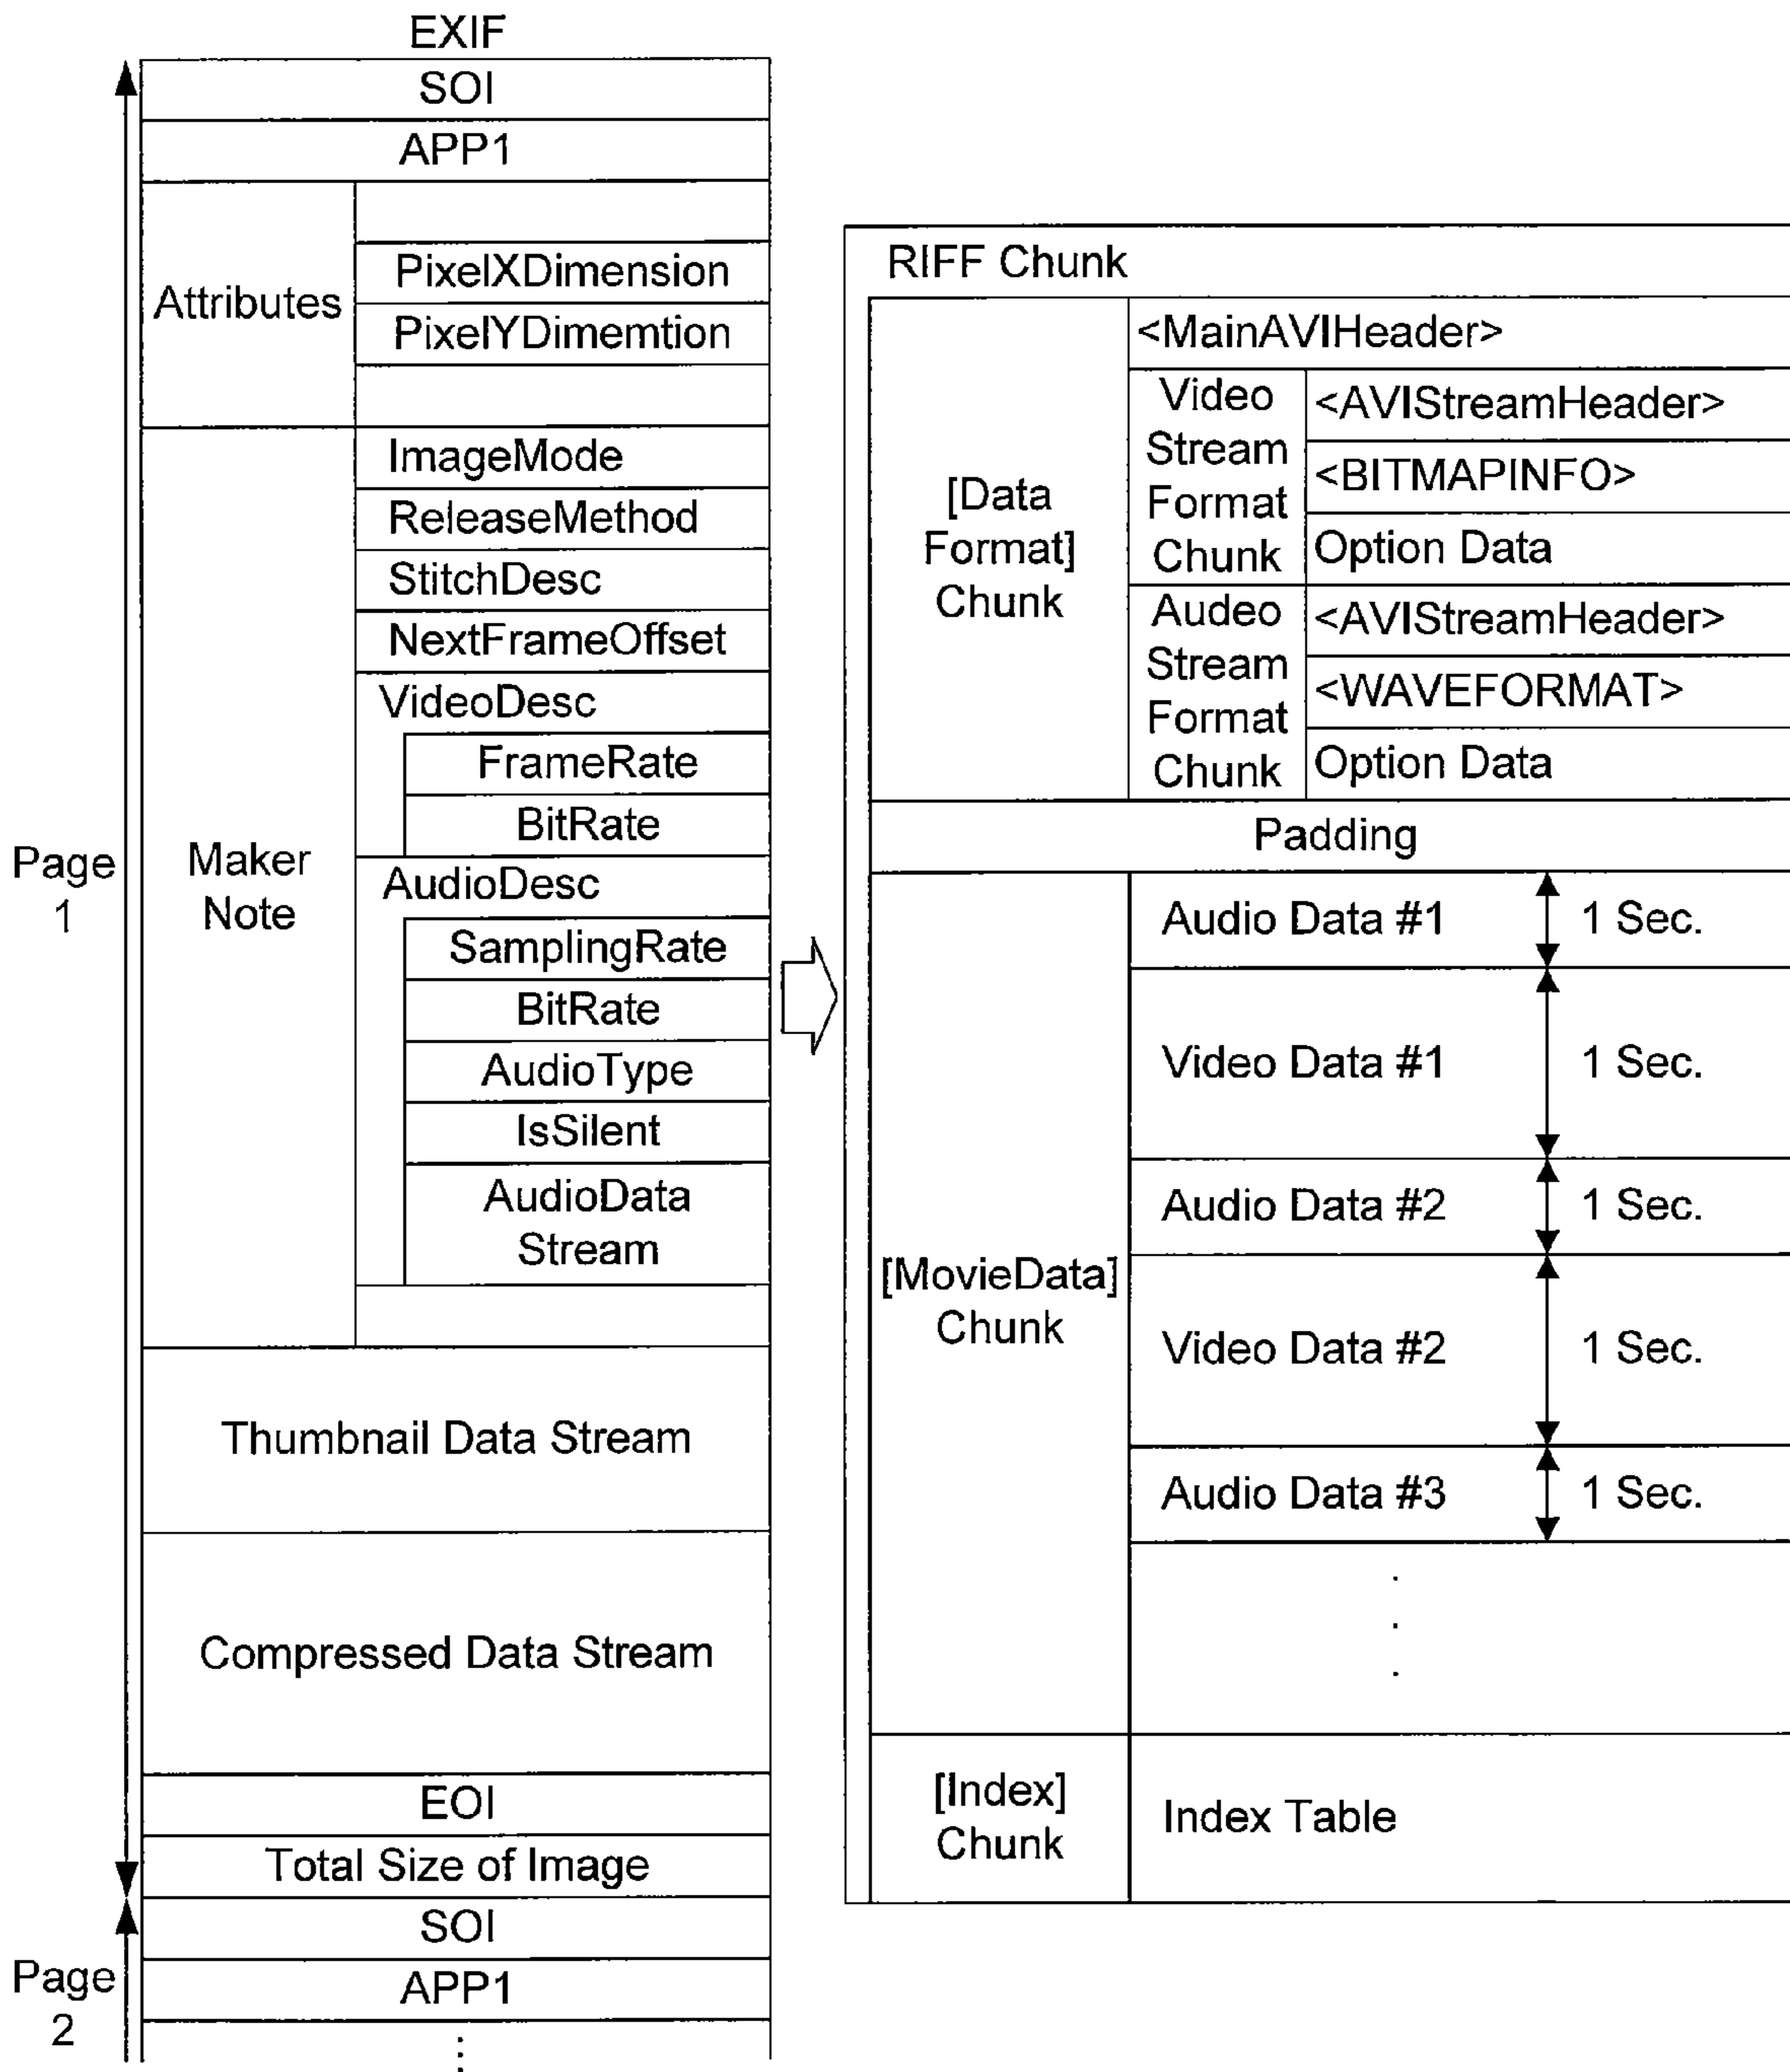 EXIF
SOI
APP1
Attributes
PixelXDimension
PixelYDimemtion
Maker
Note
ImageMode
ReleaseMethod
StitchDesc
NextFrameOffset
VideoDesc
FrameRate
BitRate
AudioDesc
SamplingRate
BitRate
AudioType
IsSilent
AudioData
Stream
Thumbnail Data Stream
Compressed Data Stream
EOI
Total Size of Image
Page
1
SOI
APP1
Page
2
RIFF Chunk
[Data
Format]
Chunk
<MainAVIHeader>
Video
Stream
Format
Chunk
<AVIStreamHeader>
<BITMAPINFO>
Option Data
Audeo
Stream
Format
Chunk
<AVIStreamHeader>
<WAVEFORMAT>
Option Data
Padding
[MovieData]
Chunk
Audio Data #1 1 Sec.
Video Data #1 1 Sec.
Audio Data #2 1 Sec.
Video Data #2 1 Sec.
Audio Data #3 1 Sec.
[Index]
Chunk
Index Table